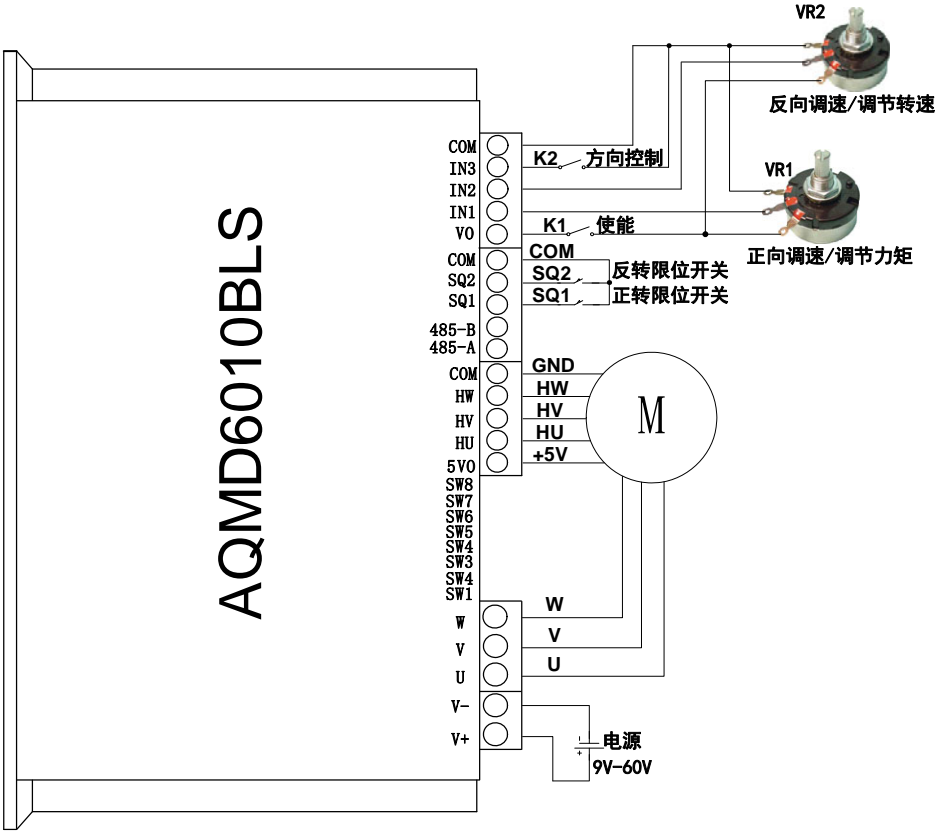 VR2
反向调速/调节转速
COM
IN3
K2
方向控制
VR1
IN2
IN1
VO
K1
使能
正向调速/调节力矩
COM
COM
SQ2
SQ2
反转限位开关
SQ1
SQ1
正转限位开关
485-B
485-A
COM
GND
HW
HW
HV
HV
HU
HU
5VO
+5V
M
AQMD6010BLS
SW8
SW7
SW6
SW5
SW4
SW3
SW4
SW1
W
W
V
V
U
U
V-
V+
电源
9V-60V